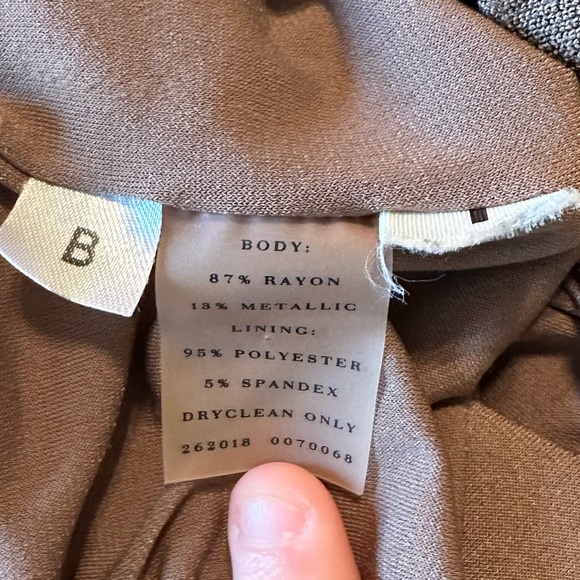 B
BODY:
87% RAYON
13% METALLIC
LINING:
95% POLYESTER
5% SPANDEX
DRYCLEAN ONLY
262018 0070068